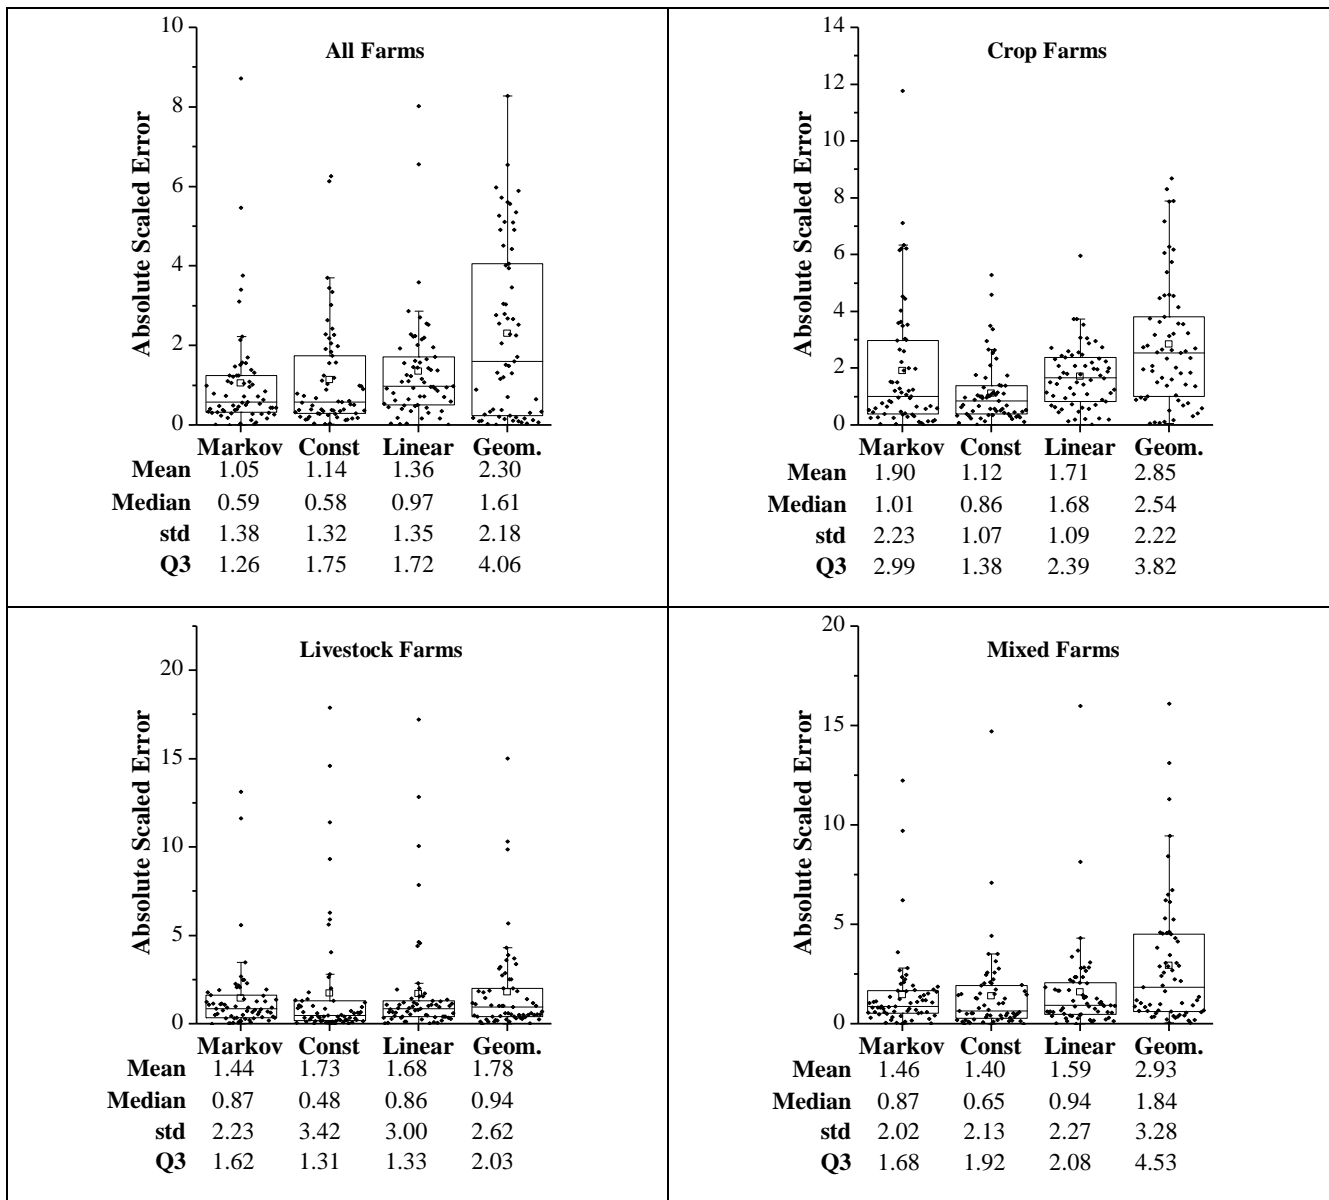 All Farms
Absolute Scaled Error
10
8
6
4
2
0
Markov Const Linear Geom.
Mean 1.05 1.14 1.36 2.30
Median 0.59 0.58 0.97 1.61
std 1.38 1.32 1.35 2.18
Q3 1.26 1.75 1.72 4.06
Crop Farms
Absolute Scaled Error
14
12
10
8
6
4
2
0
Markov Const Linear Geom.
Mean 1.90 1.12 1.71 2.85
Median 1.01 0.86 1.68 2.54
std 2.23 1.07 1.09 2.22
Q3 2.99 1.38 2.39 3.82
Livestock Farms
Absolute Scaled Error
20
15
10
5
0
Markov Const Linear Geom.
Mean 1.44 1.73 1.68 1.78
Median 0.87 0.48 0.86 0.94
std 2.23 3.42 3.00 2.62
Q3 1.62 1.31 1.33 2.03
Mixed Farms
Absolute Scaled Error
20
15
10
5
0
Markov Const Linear Geom.
Mean 1.46 1.40 1.59 2.93
Median 0.87 0.65 0.94 1.84
std 2.02 2.13 2.27 3.28
Q3 1.68 1.92 2.08 4.53